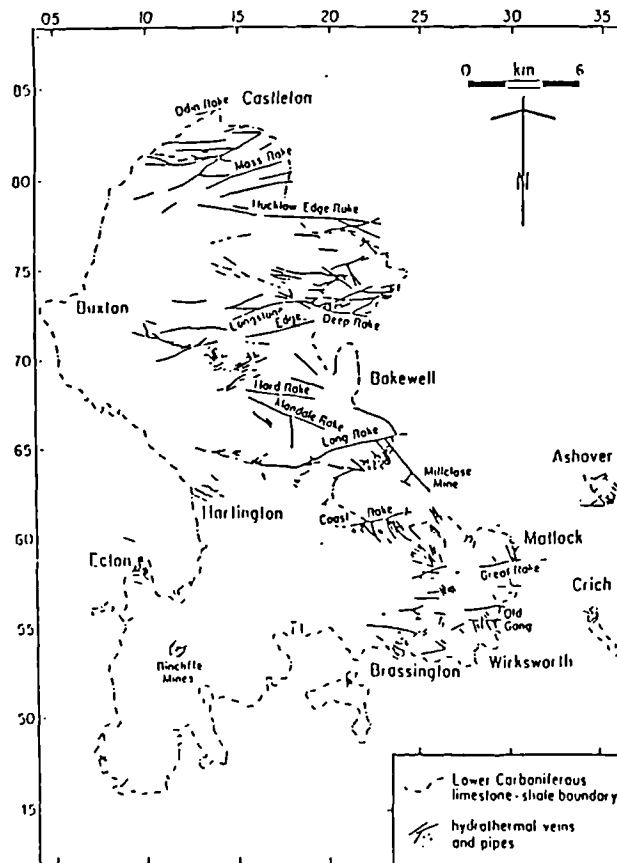 05 10 15 20 25 30 35
0 km 6
N
85
80
75
70
65
60
55
50
15
Odin Rake
Castleton
Moss Rake
Hucklow Edge Rake
Buxton
Longstone
Edge
Deep Rake
Bakewell
Hard Rake
Mandale Rake
Long Rake
Millclose
Mine
Ashover
Hartington
Coast Rake
Matlock
Great Rake
Ecton
Crich
Old
Gang
Binchffe
Mines
Brassington
Wirksworth
Lower Carboniferous
limestone-shale boundary
hydrothermal veins
and pipes